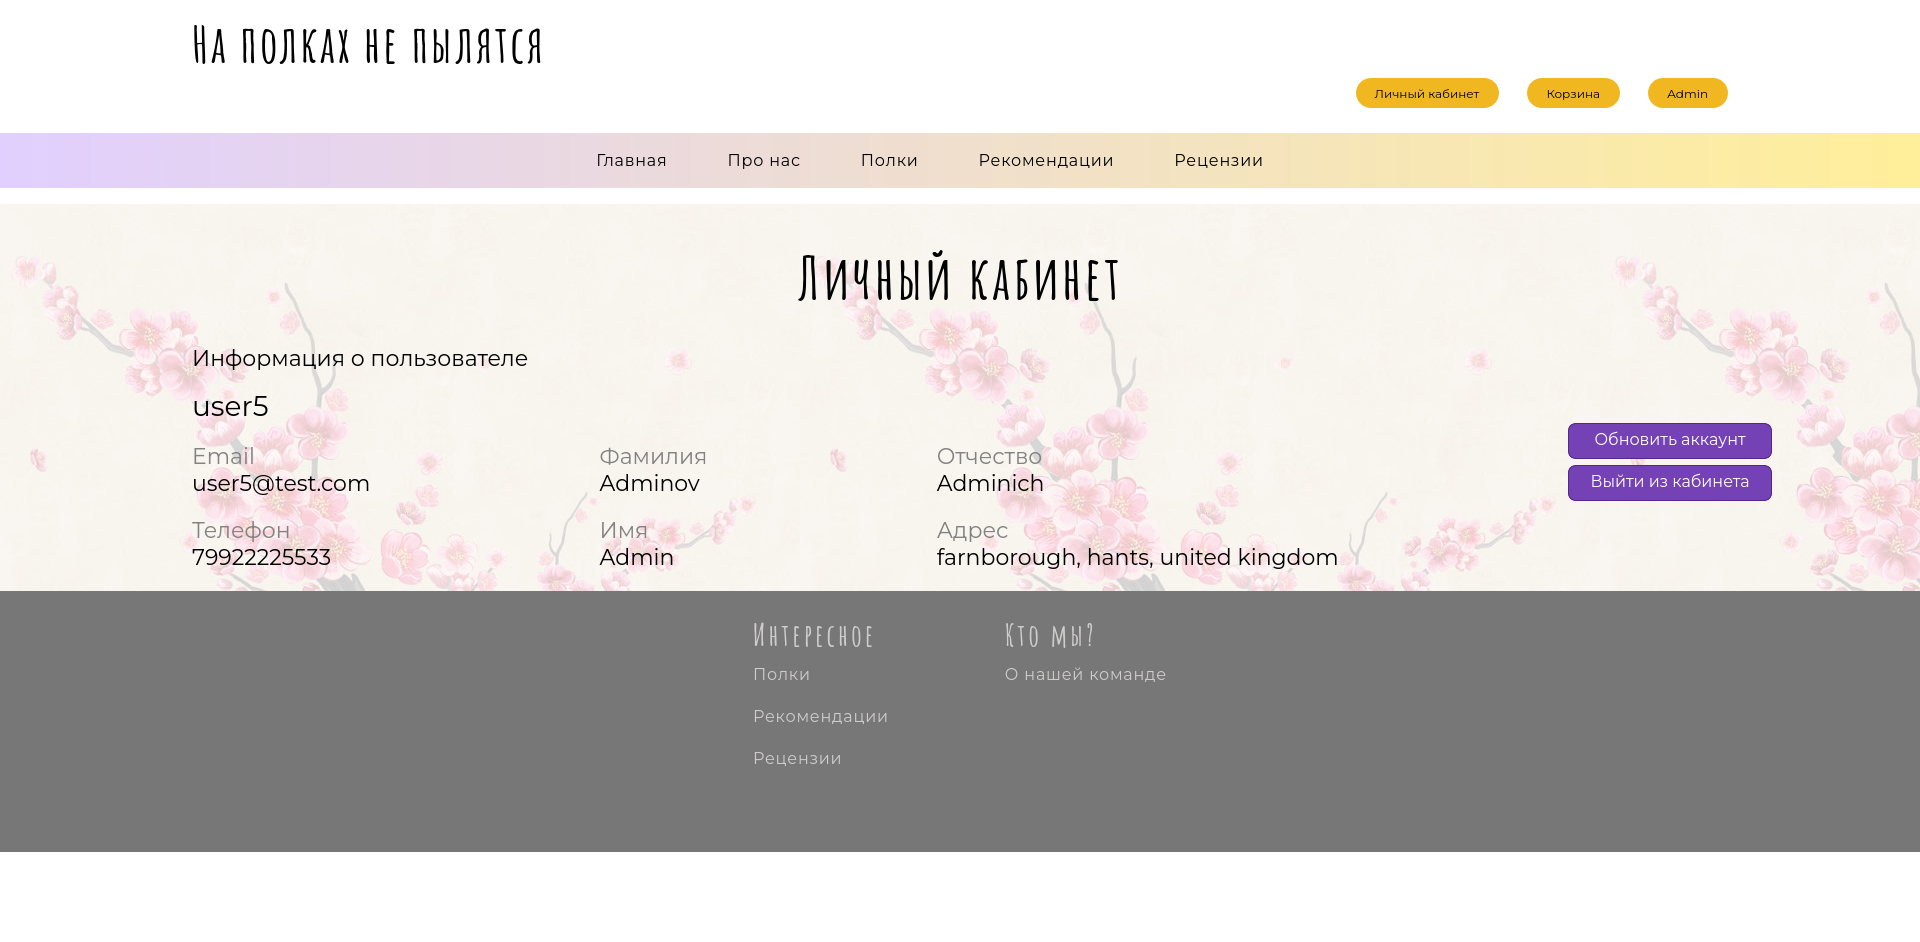 На полках не пылятся
Личный кабинет Корзина Admin
Главная Про нас Полки Рекомендации Рецензии
Личный кабинет
Информация о пользователе
user5
Email Фамилия Отчество
user5@test.com Adminov Adminich
Обновить аккаунт
Выйти из кабинета
Телефон Имя Адрес
79922225533 Admin farnborough, hants, united kingdom
Интересное Кто мы?
Полки О нашей команде
Рекомендации
Рецензии